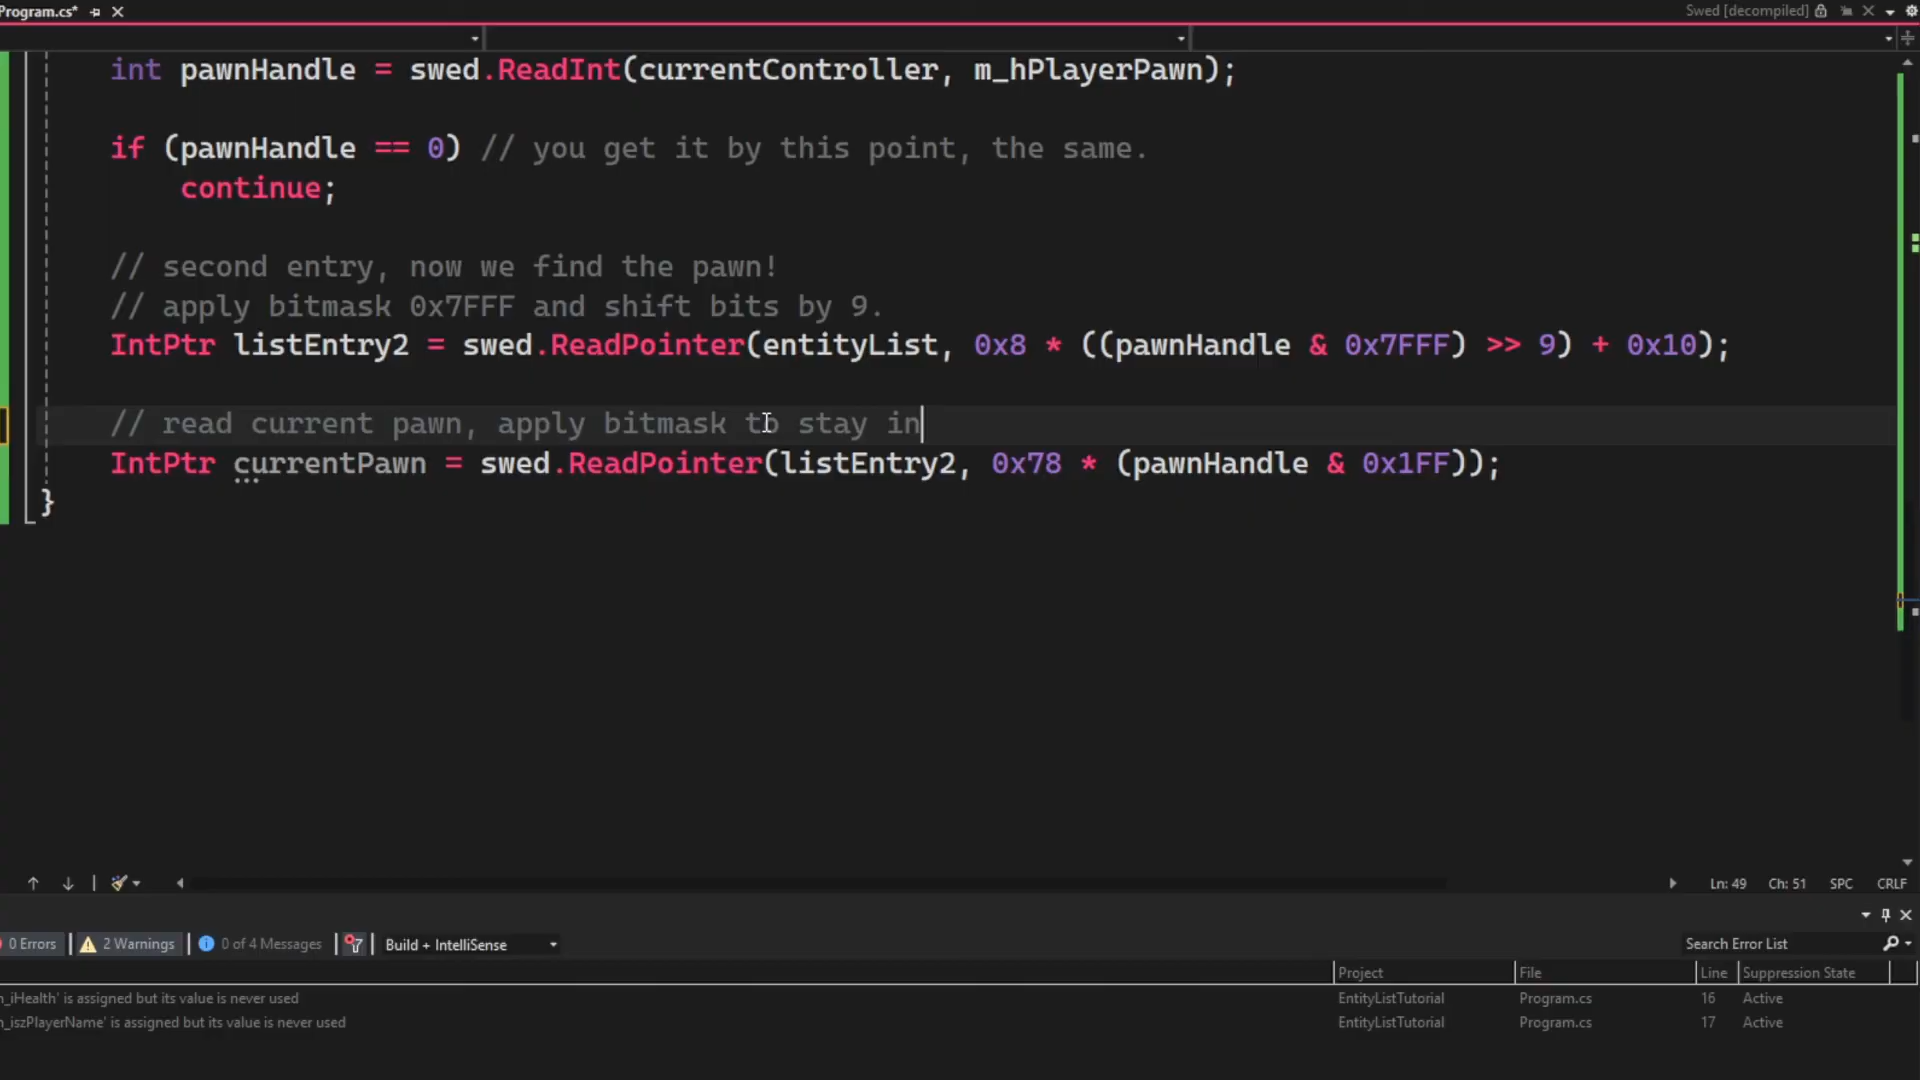 Program.cs*
Swed [decompiled]
int pawnHandle = swed.ReadInt(currentController, m_hPlayerPawn);
if (pawnHandle == 0) // you get it by this point, the same.
continue;
// second entry, now we find the pawn!
// apply bitmask 0x7FFF and shift bits by 9.
IntPtr listEntry2 = swed.ReadPointer(entityList, 0x8 * ((pawnHandle & 0x7FFF) >> 9) + 0x10);
// read current pawn, apply bitmask to stay in
IntPtr currentPawn = swed.ReadPointer(listEntry2, 0x78 * (pawnHandle & 0x1FF));
}
Ln: 49 Ch: 51 SPC CRLF
0 Errors 2 Warnings 0 of 4 Messages Build + IntelliSense Search Error List
Project File Line Suppression State
_iHealth' is assigned but its value is never used EntityListTutorial Program.cs 16 Active
_iszPlayerName' is assigned but its value is never used EntityListTutorial Program.cs 17 Active